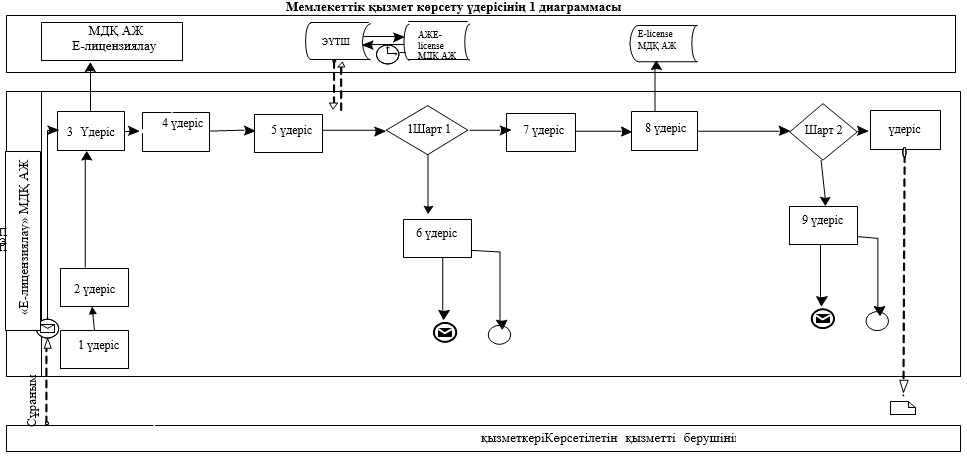 Мемлекеттік қызмет көрсету үдерісінің 1 диаграммасы
МДҚ АЖ
Е-лицензиялау
ЭҮТШ
АЖЕ-
license
МДҚ АЖ
E-license
МДҚ АЖ
3 Үдеріс
4 үдеріс
5 үдеріс
1Шарт 1
7 үдеріс
8 үдеріс
Шарт 2
үдеріс
6 үдеріс
9 үдеріс
2 үдеріс
1 үдеріс
«Е-лицензиялау» МДҚ АЖ
Сұраным
қызметкеріКөрсетілетін қызметті берушінің